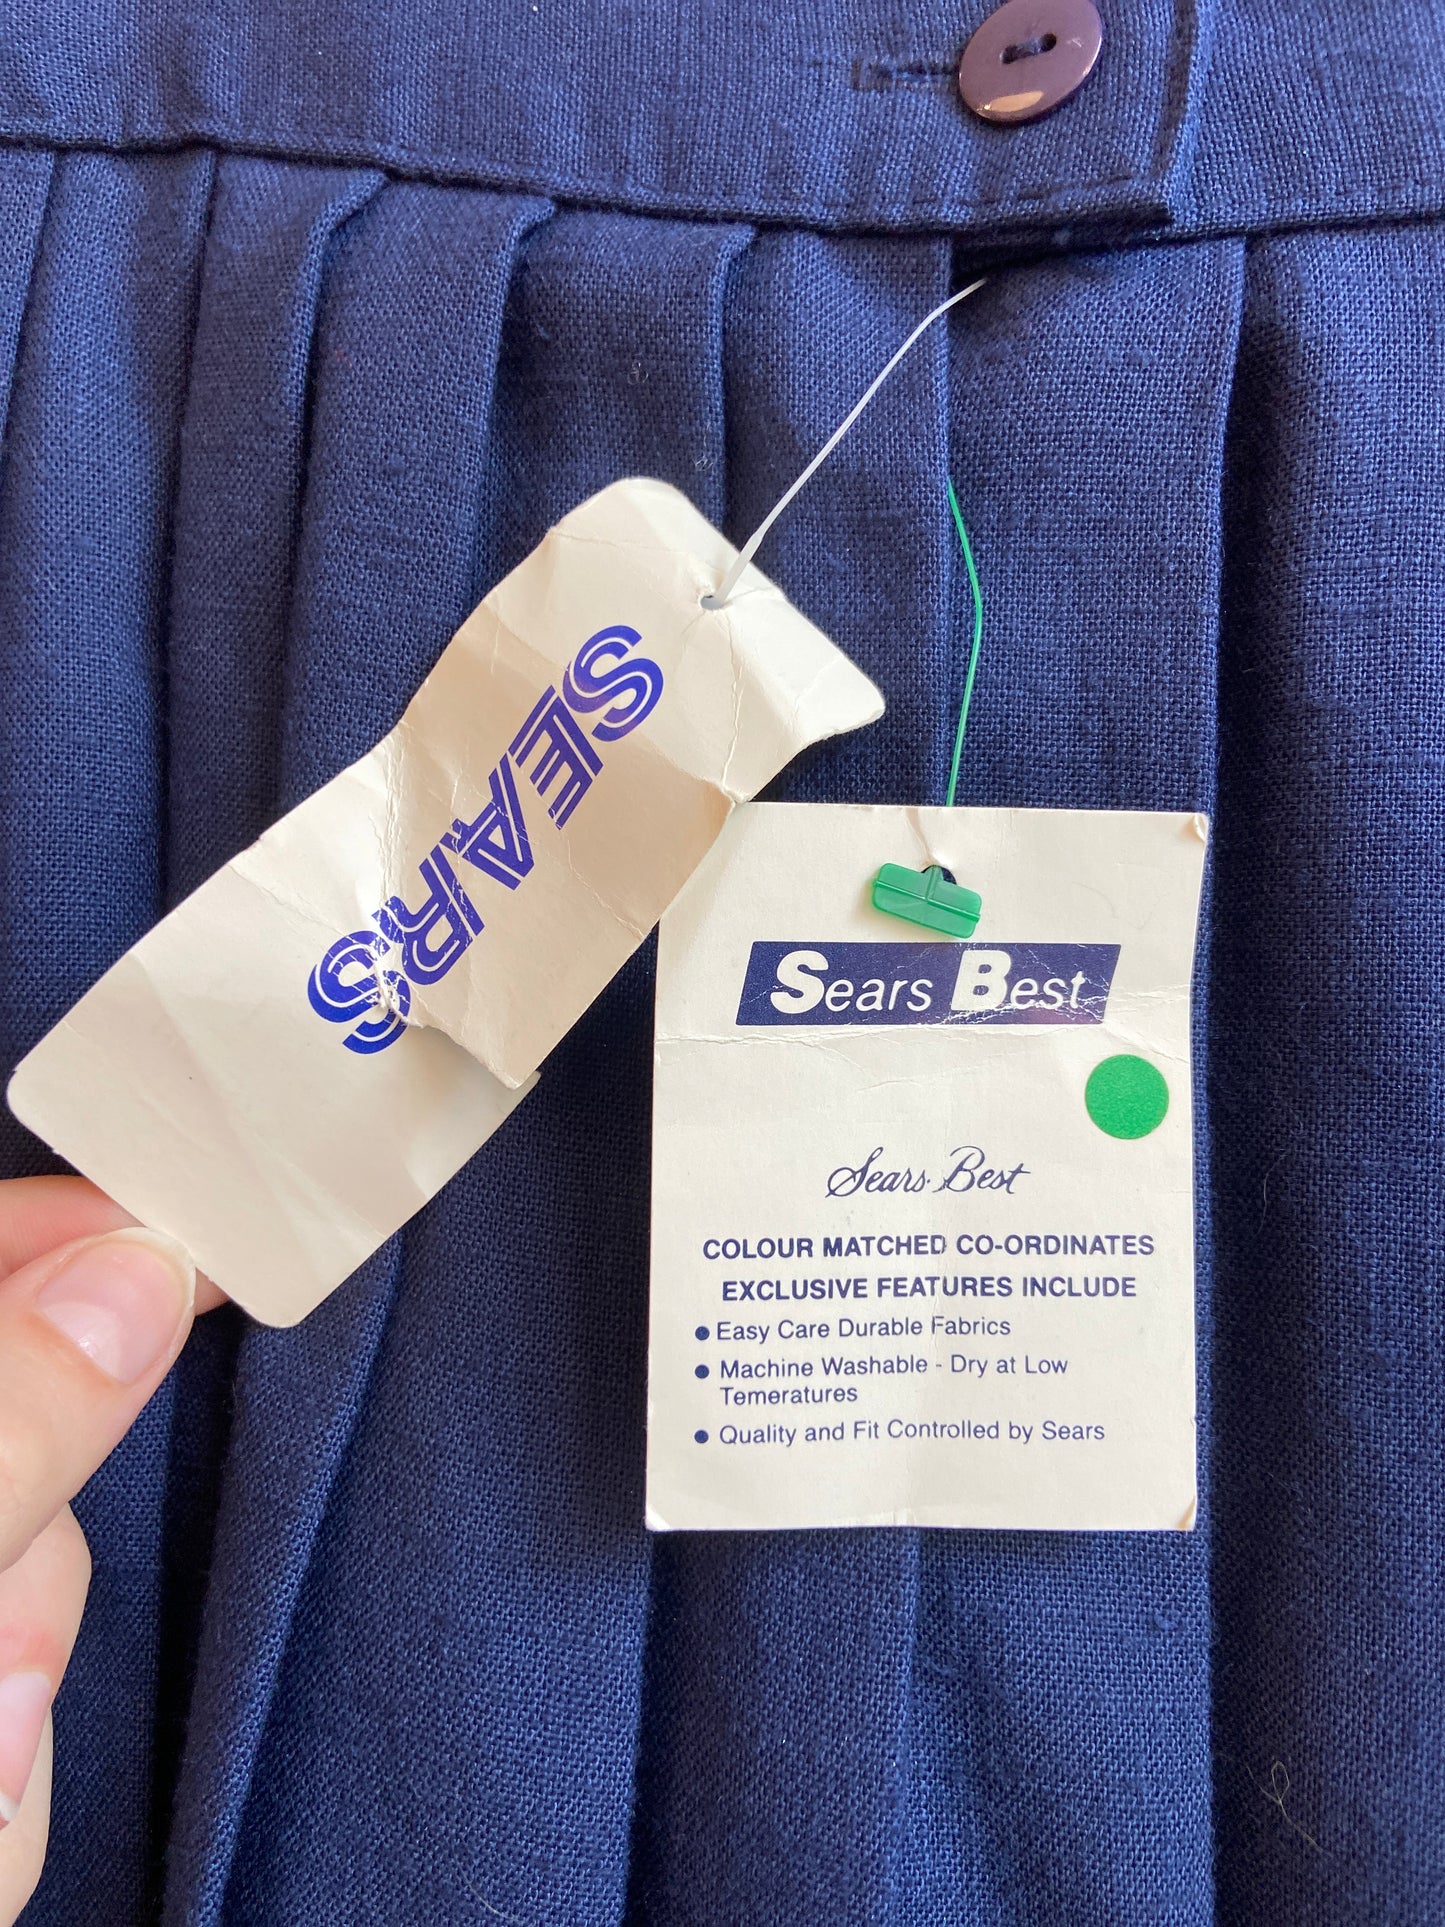 SEARS
Sears Best
Sears Best
COLOUR MATCHED CO-ORDINATES
EXCLUSIVE FEATURES INCLUDE
● Easy Care Durable Fabrics
● Machine Washable - Dry at Low
Temeratures
● Quality and Fit Controlled by Sears